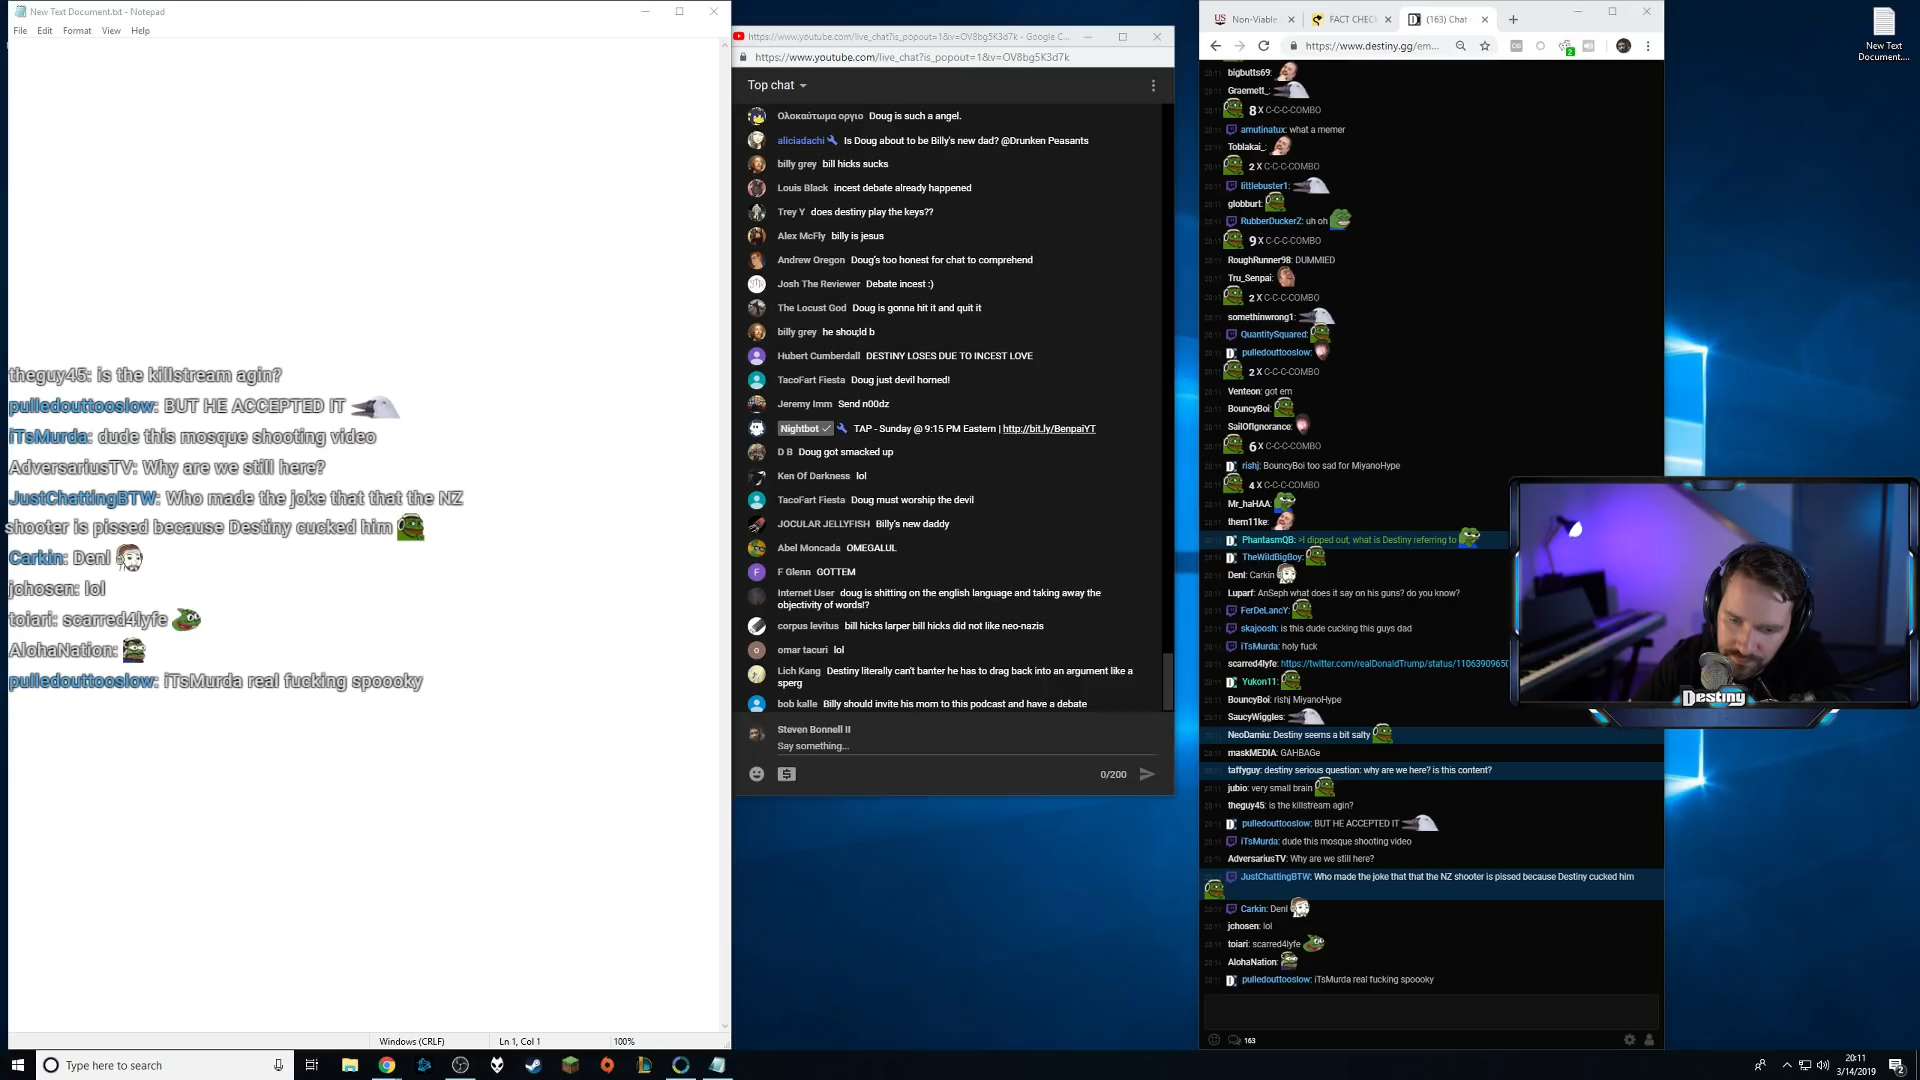 New Text Document.txt - Notepad
File Edit Format View Help
theguy45: is the killstream agin?
pulledouttooslow: BUT HE ACCEPTED IT
iTsMurda: dude this mosque shooting video
AdversariusTV: Why are we still here?
JustChattingBTW: Who made the joke that that the NZ
shooter is pissed because Destiny cucked him
Carkin: Denl
jchosen: lol
toiari: scarred4lyfe
AlohaNation:
pulledouttooslow: iTsMurda real fucking spoooky
Windows (CRLF) Ln 1, Col 1 100%
https://www.youtube.com/live_chat?is_popout=1&v=OV8bg5K3d7k - Google C...
https://www.youtube.com/live_chat?is_popout=1&v=OV8bg5K3d7k
Top chat
Ολοκαύτωμα οργιο Doug is such a angel.
aliciadachi Is Doug about to be Billy's new dad? @Drunken Peasants
billy grey bill hicks sucks
Louis Black incest debate already happened
Trey Y does destiny play the keys??
Alex McFly billy is jesus
Andrew Oregon Doug's too honest for chat to comprehend
Josh The Reviewer Debate incest :)
The Locust God Doug is gonna hit it and quit it
billy grey he shou;ld b
Hubert Cumberdall DESTINY LOSES DUE TO INCEST LOVE
TacoFart Fiesta Doug just devil horned!
Jeremy Imm Send n00dz
Nightbot TAP - Sunday @ 9:15 PM Eastern | http://bit.ly/BenpaiYT
D B Doug got smacked up
Ken Of Darkness lol
TacoFart Fiesta Doug must worship the devil
JOCULAR JELLYFISH Billy's new daddy
Abel Moncada OMEGALUL
F F Glenn GOTTEM
Internet User doug is shitting on the english language and taking away the
objectivity of words!?
corpus levitus bill hicks larper bill hicks did not like neo-nazis
o omar tacuri lol
Lich Kang Destiny literally can't banter he has to drag back into an argument like a
sperg
bob kalle Billy should invite his mom to this podcast and have a debate
Steven Bonnell II
Say something...
0/200
Non-Viable FACT CHEC (163) Chat
https://www.destiny.gg/em...
bigbutts69:
Graemett_:
8 X C-C-C-COMBO
amutinatux: what a memer
Toblakai_:
2 X C-C-C-COMBO
littlebuster1:
globburt:
RubberDuckerZ: uh oh
9 X C-C-C-COMBO
RoughRunner98: DUMMIED
Tru_Senpai:
2 X C-C-C-COMBO
somethinwrong1:
QuantitySquared:
pulledouttooslow:
2 X C-C-C-COMBO
Venteon: got em
BouncyBoi:
SailOfIgnorance:
6 X C-C-C-COMBO
rishj: BouncyBoi too sad for MiyanoHype
4 X C-C-C-COMBO
Mr_haHAA:
them11ke:
PhantasmQB: >I dipped out, what is Destiny referring to
TheWildBigBoy:
Denl: Carkin
Luparf: AnSeph what does it say on his guns? do you know?
FerDeLancY:
skajoosh: is this dude cucking this guys dad
iTsMurda: holy fuck
scarred4lyfe: https://twitter.com/realDonaldTrump/status/11063909650
Yukon11:
BouncyBoi: rishj MiyanoHype
SaucyWiggles:
NeoDamiu: Destiny seems a bit salty
maskMEDIA: GAHBAGe
taffyguy: destiny serious question: why are we here? is this content?
jubio: very small brain
theguy45: is the killstream agin?
pulledouttooslow: BUT HE ACCEPTED IT
iTsMurda: dude this mosque shooting video
AdversariusTV: Why are we still here?
JustChattingBTW: Who made the joke that that the NZ shooter is pissed because Destiny cucked him
Carkin: Denl
jchosen: lol
toiari: scarred4lyfe
AlohaNation:
pulledouttooslow: iTsMurda real fucking spoooky
163
Destiny
New Text
Document....
Type here to search
20:11
3/14/2019